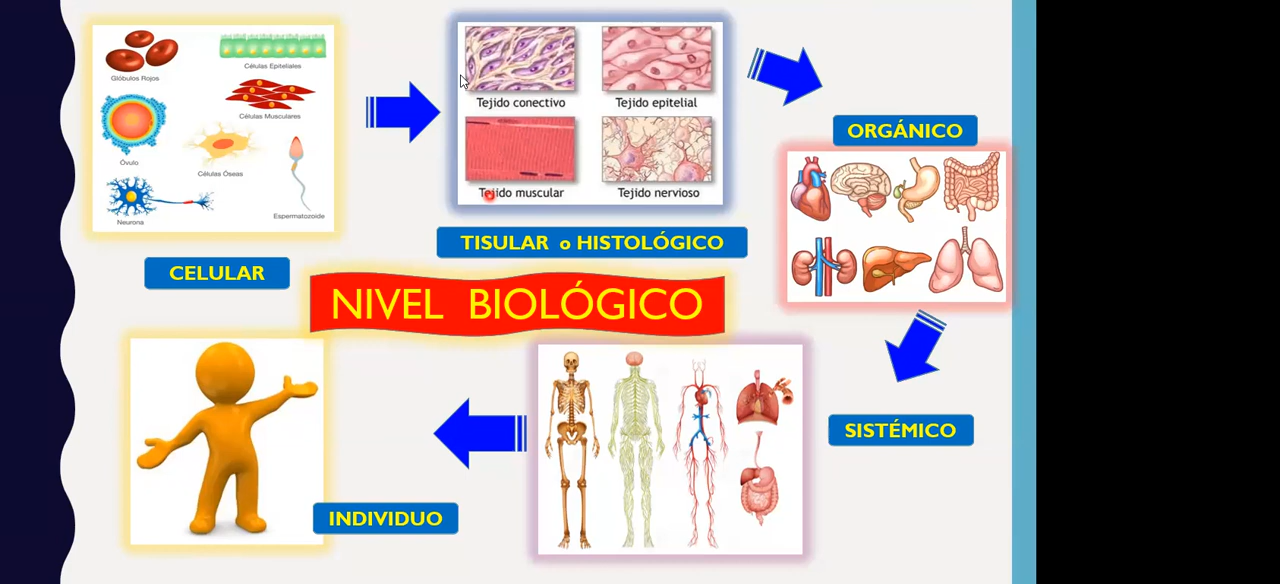 Glóbulos Rojos
Células Epiteliales
Células Musculares
Óvulo
Células Óseas
Neurona
Espermatozoide
CELULAR
Tejido conectivo
Tejido epitelial
Tejido muscular
Tejido nervioso
TISULAR o HISTOLÓGICO
ORGÁNICO
NIVEL BIOLÓGICO
SISTÉMICO
INDIVIDUO